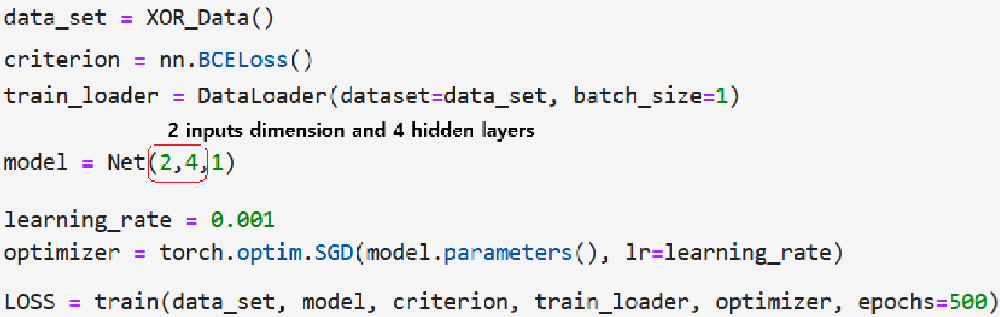 data_set = XOR_Data()
criterion = nn.BCELoss()
train_loader = DataLoader(dataset=data_set, batch_size=1)
2 inputs dimension and 4 hidden layers
model = Net(2,4,1)
learning_rate = 0.001
optimizer = torch.optim.SGD(model.parameters(), lr=learning_rate)
LOSS = train(data_set, model, criterion, train_loader, optimizer, epochs=500)